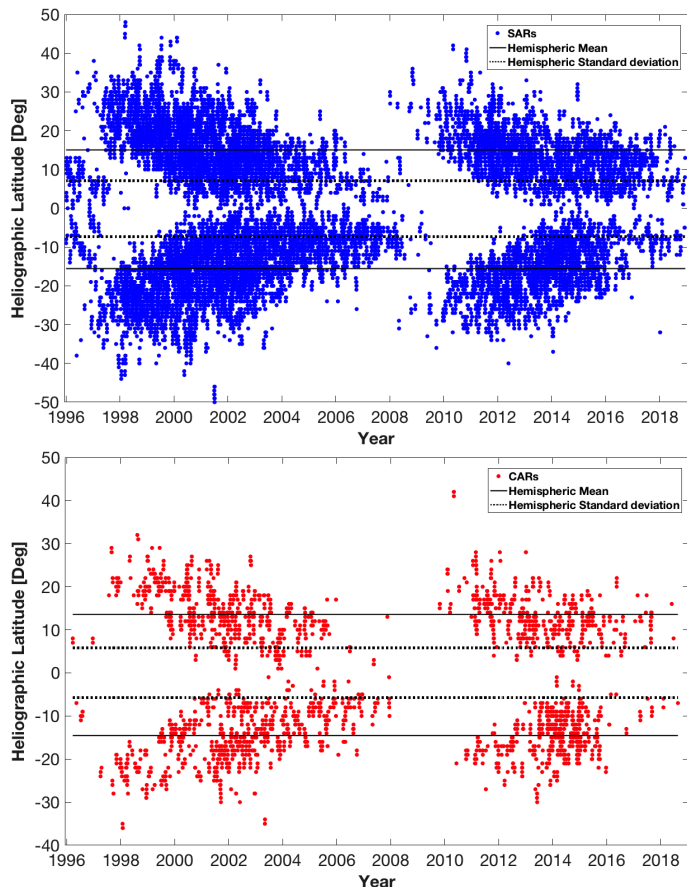 50
40
30
20
10
0
-10
-20
-30
-40
-50
Heliographic Latitude [Deg]
SARs
Hemispheric Mean
Hemispheric Standard deviation
1996 1998 2000 2002 2004 2006 2008 2010 2012 2014 2016 2018
Year
50
40
30
20
10
0
-10
-20
-30
-40
Heliographic Latitude [Deg]
CARs
Hemispheric Mean
Hemispheric Standard deviation
1996 1998 2000 2002 2004 2006 2008 2010 2012 2014 2016 2018
Year